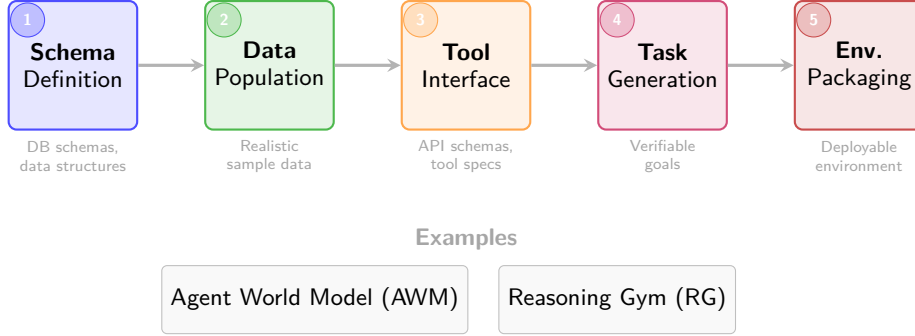 1
Schema
Definition
DB schemas,
data structures
2
Data
Population
Realistic
sample data
3
Tool
Interface
API schemas,
tool specs
4
Task
Generation
Verifiable
goals
5
Env.
Packaging
Deployable
environment
Examples
Agent World Model (AWM)
Reasoning Gym (RG)